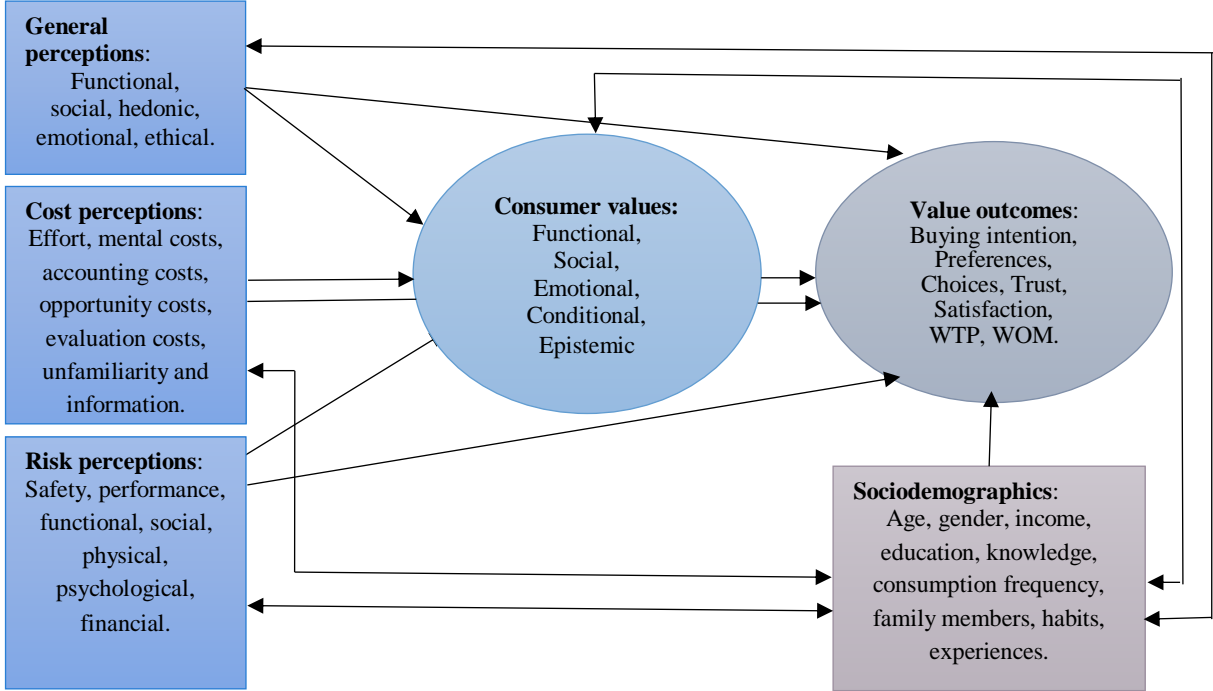 General
perceptions:
Functional,
social, hedonic,
emotional, ethical.
Cost perceptions:
Effort, mental costs,
accounting costs,
opportunity costs,
evaluation costs,
unfamiliarity and
information.
Risk perceptions:
Safety, performance,
functional, social,
physical,
psychological,
financial.
Consumer values:
Functional,
Social,
Emotional,
Conditional,
Epistemic
Value outcomes:
Buying intention,
Preferences,
Choices, Trust,
Satisfaction,
WTP, WOM.
Sociodemographics:
Age, gender, income,
education, knowledge,
consumption frequency,
family members, habits,
experiences.